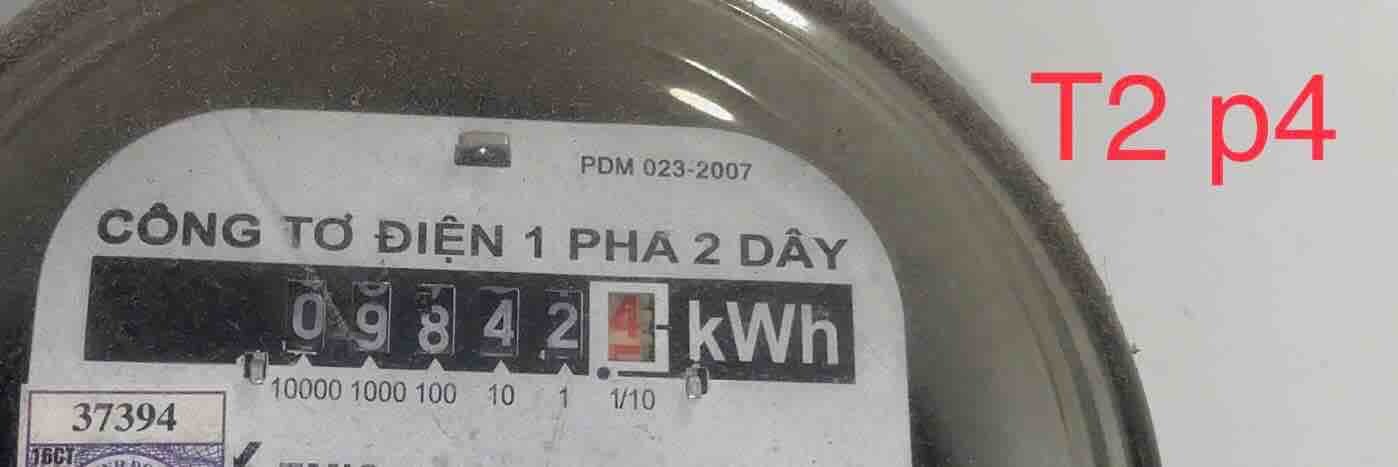 T2 p4
PDM 023-2007
CÔNG TƠ ĐIỆN 1 PHA 2 DÂY
0 9 8 4 2 4 kWh
10000 1000 100 10 1 1/10
37394
16CT